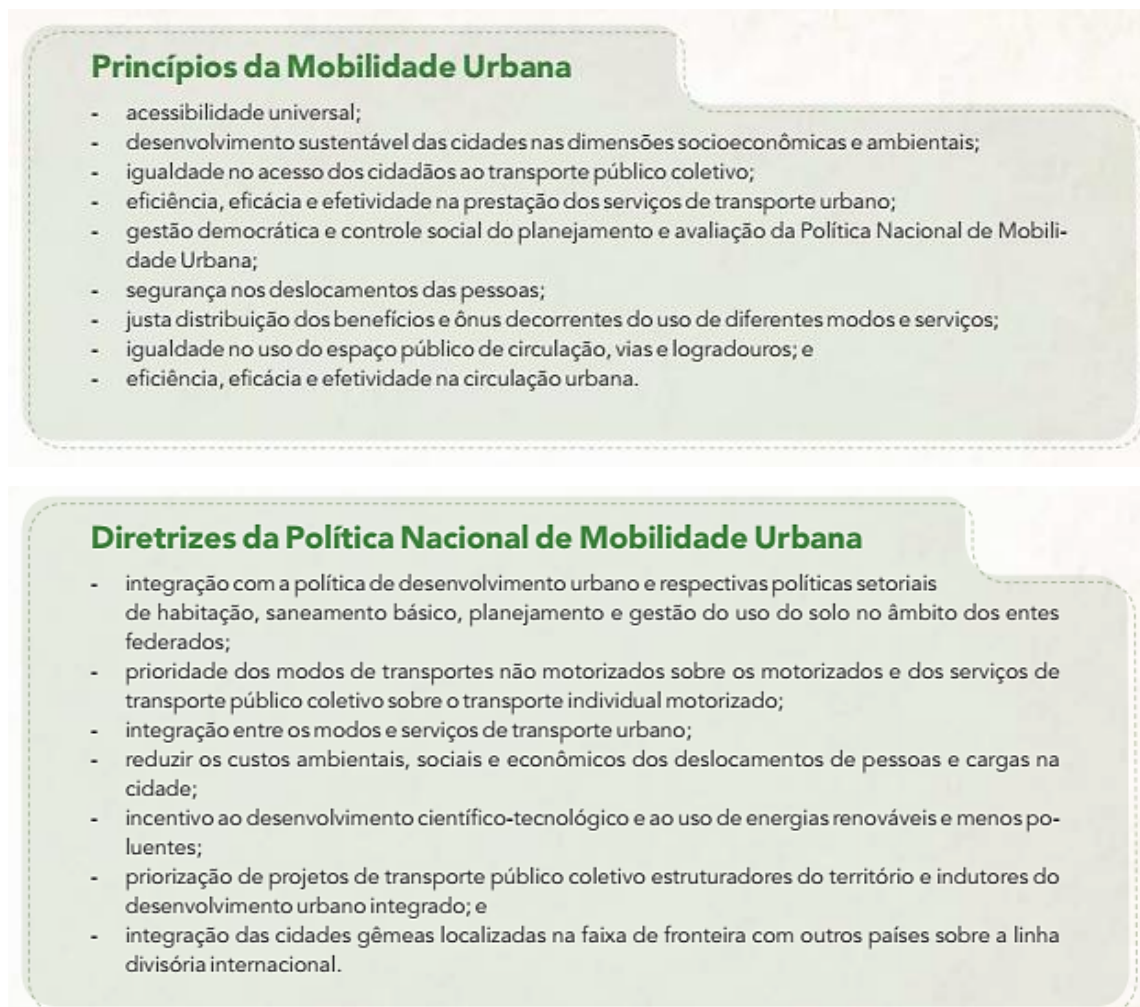 Princípios da Mobilidade Urbana
- acessibilidade universal;
- desenvolvimento sustentável das cidades nas dimensões socioeconômicas e ambientais;
- igualdade no acesso dos cidadãos ao transporte público coletivo;
- eficiência, eficácia e efetividade na prestação dos serviços de transporte urbano;
- gestão democrática e controle social do planejamento e avaliação da Política Nacional de Mobili-
dade Urbana;
- segurança nos deslocamentos das pessoas;
- justa distribuição dos benefícios e ônus decorrentes do uso de diferentes modos e serviços;
- igualdade no uso do espaço público de circulação, vias e logradouros; e
- eficiência, eficácia e efetividade na circulação urbana.
Diretrizes da Política Nacional de Mobilidade Urbana
- integração com a política de desenvolvimento urbano e respectivas políticas setoriais
de habitação, saneamento básico, planejamento e gestão do uso do solo no âmbito dos entes
federados;
- prioridade dos modos de transportes não motorizados sobre os motorizados e dos serviços de
transporte público coletivo sobre o transporte individual motorizado;
- integração entre os modos e serviços de transporte urbano;
- reduzir os custos ambientais, sociais e econômicos dos deslocamentos de pessoas e cargas na
cidade;
- incentivo ao desenvolvimento científico-tecnológico e ao uso de energias renováveis e menos po-
luentes;
- priorização de projetos de transporte público coletivo estruturadores do território e indutores do
desenvolvimento urbano integrado; e
- integração das cidades gêmeas localizadas na faixa de fronteira com outros países sobre a linha
divisória internacional.